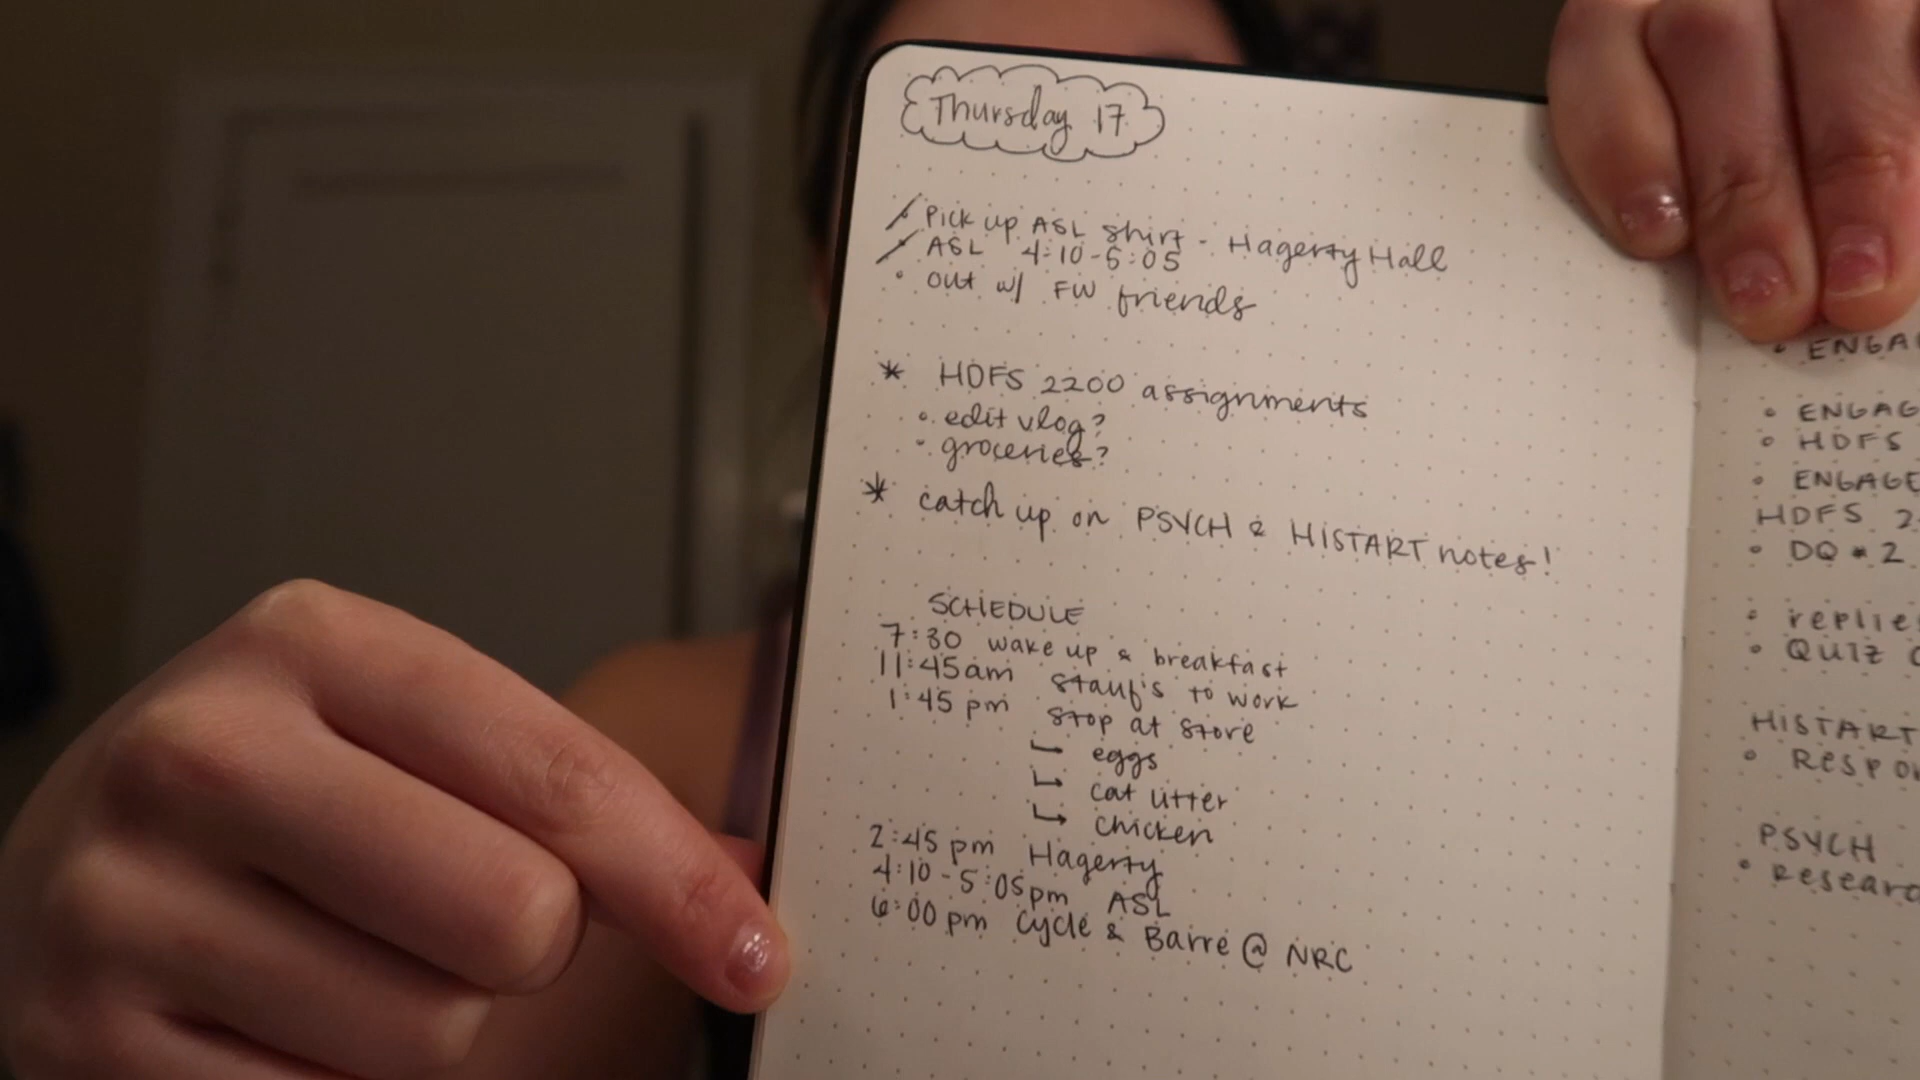 Thursday 17
Pick up ASL shirt - Hagerty Hall
ASL 4:10-5:05
• out w/ FW friends
* HDFS 2200 assignments
• edit vlog?
• groceries?
* catch up on PSYCH & HISTART notes!
SCHEDULE
7:30 wake up & breakfast
11:45am stauf's to work
1:45 pm stop at store
↳ eggs
↳ cat litter
↳ chicken
2:45 pm Hagerty
4:10-5:05pm ASL
6:00 pm Cycle & Barre @ NRC
• ENGA
• ENGAG
• HDFS
• ENGAGE
HDFS 2
• DQ # 2
• replies
• QUIZ
HISTART
• Respo
PSYCH
• Researc